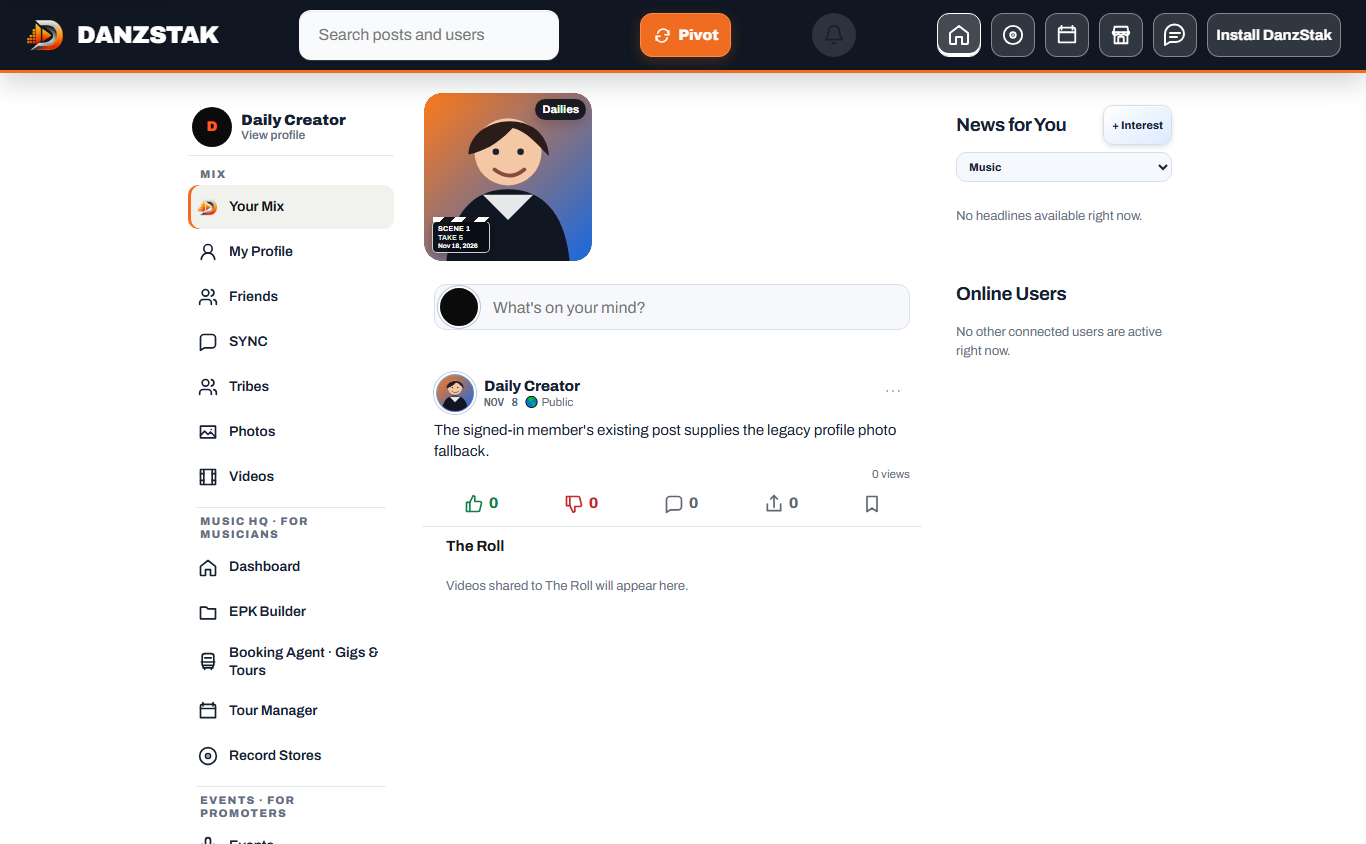 DANZSTAK
Search posts and users
Pivot
Install DanzStak
D
Daily Creator
View profile
MIX
Your Mix
My Profile
Friends
SYNC
Tribes
Photos
Videos
MUSIC HQ · FOR
MUSICIANS
Dashboard
EPK Builder
Booking Agent · Gigs &
Tours
Tour Manager
Record Stores
EVENTS · FOR
PROMOTERS
Events
Dailies
SCENE 1
TAKE 5
Nov 18, 2026
What's on your mind?
Daily Creator
NOV 8 Public
...
The signed-in member's existing post supplies the legacy profile photo
fallback.
0 views
0 0 0 0
The Roll
Videos shared to The Roll will appear here.
News for You
+ Interest
Music
No headlines available right now.
Online Users
No other connected users are active
right now.